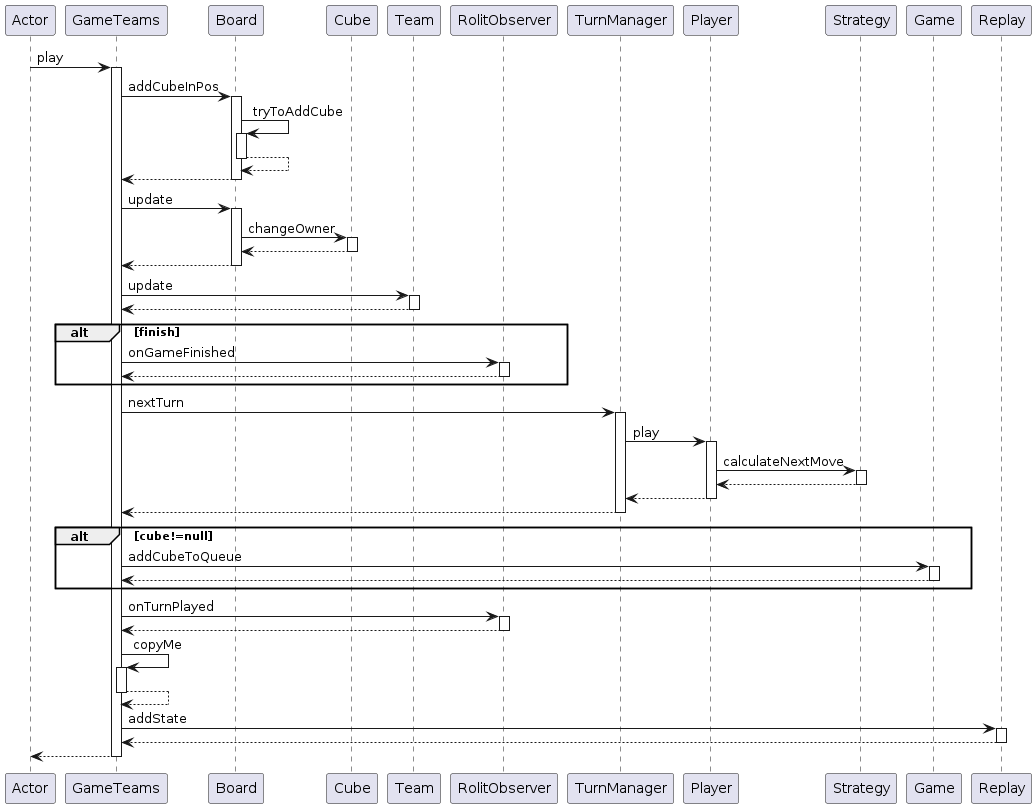 Actor GameTeams Board Cube Team RolitObserver TurnManager Player Strategy Game Replay
play
addCubeInPos
tryToAddCube
update
changeOwner
update
alt [finish]
onGameFinished
nextTurn
play
calculateNextMove
alt [cube!=null]
addCubeToQueue
onTurnPlayed
copyMe
addState
Actor GameTeams Board Cube Team RolitObserver TurnManager Player Strategy Game Replay